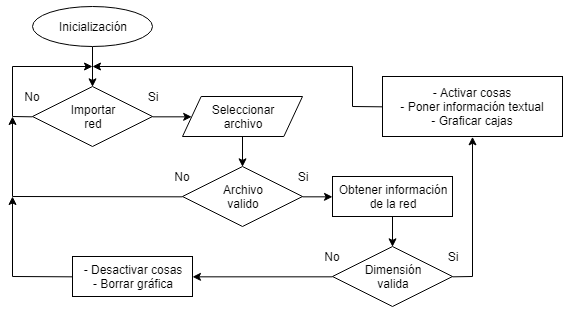 Inicialización
No
Si
Importar
red
Seleccionar
archivo
- Activar cosas
- Poner información textual
- Graficar cajas
No
Si
Archivo
valido
Obtener información
de la red
No
Si
- Desactivar cosas
- Borrar gráfica
Dimensión
valida